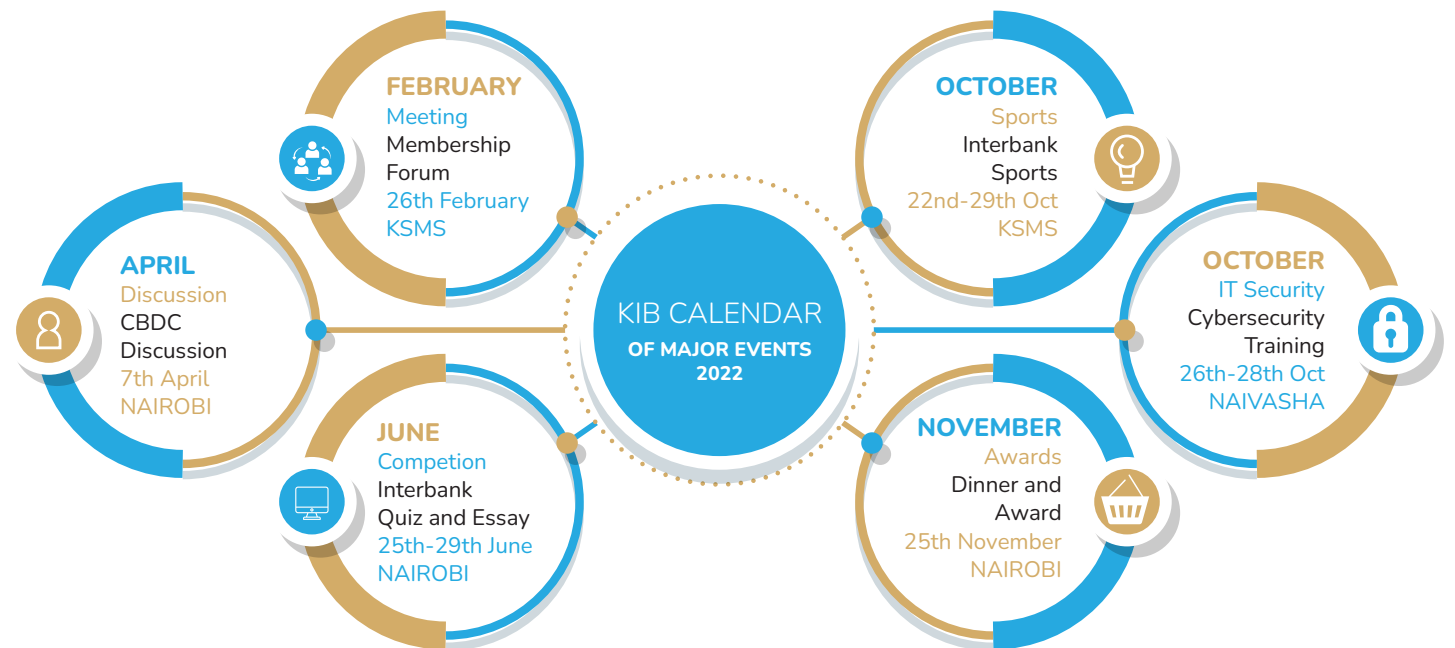 FEBRUARY
Meeting
Membership
Forum
26th February
KSMS
APRIL
Discussion
CBDC
Discussion
7th April
NAIROBI
JUNE
Competion
Interbank
Quiz and Essay
25th-29th June
NAIROBI
KIB CALENDAR
OF MAJOR EVENTS
2022
OCTOBER
Sports
Interbank
Sports
22nd-29th Oct
KSMS
OCTOBER
IT Security
Cybersecurity
Training
26th-28th Oct
NAIVASHA
NOVEMBER
Awards
Dinner and
Award
25th November
NAIROBI